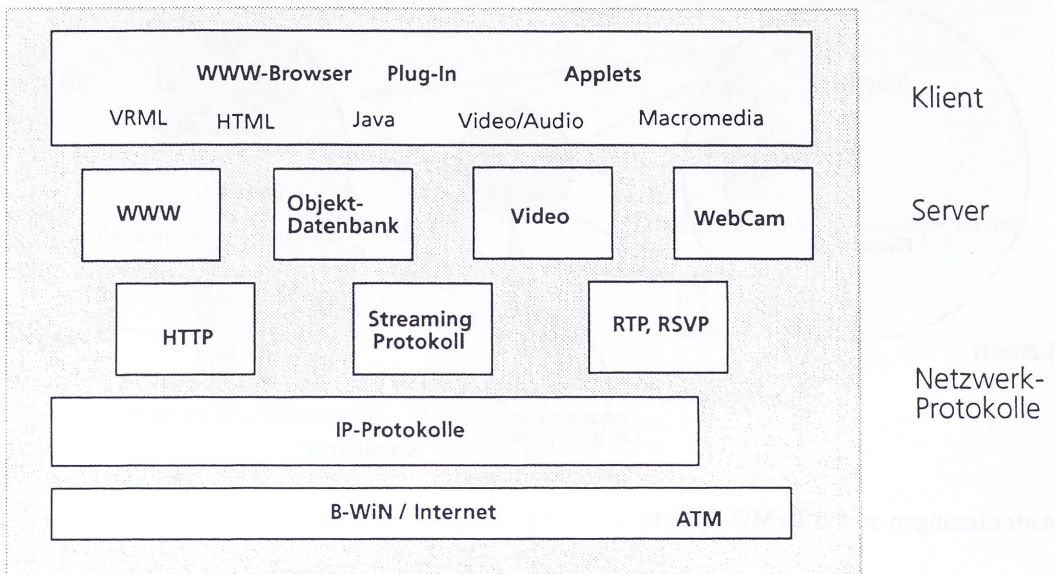 WWW-Browser Plug-In Applets
VRML HTML Java Video/Audio Macromedia
Klient
WWW
Objekt-
Datenbank
Video
WebCam
Server
HTTP
Streaming
Protokoll
RTP, RSVP
Netzwerk-
Protokolle
IP-Protokolle
B-WiN / Internet ATM